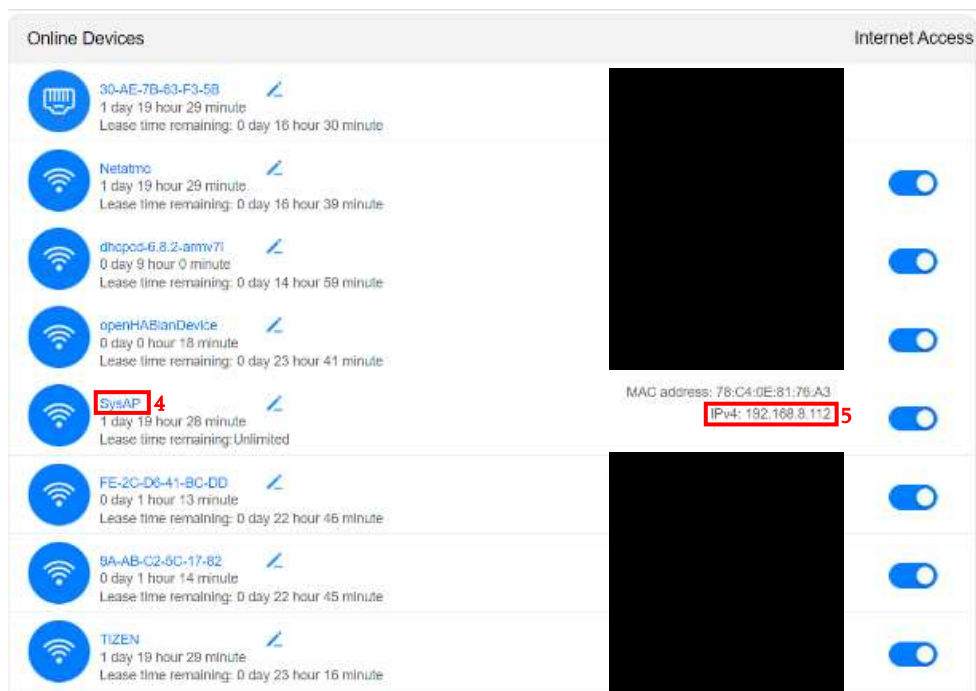 Online Devices Internet Access
30-AE-7B-63-F3-5B
1 day 19 hour 29 minute
Lease time remaining: 0 day 16 hour 30 minute
Netatmo
1 day 19 hour 29 minute
Lease time remaining: 0 day 16 hour 39 minute
dhcpcd-6.8.2-armv7l
0 day 9 hour 0 minute
Lease time remaining: 0 day 14 hour 59 minute
openHABianDevice
0 day 0 hour 18 minute
Lease time remaining: 0 day 23 hour 41 minute
MAC address: 78:C4:0E:81:76:A3
SysAP 4
IPv4: 192.168.8.112 5
1 day 19 hour 28 minute
Lease time remaining:Unlimited
FE-2C-D6-41-BC-DD
0 day 1 hour 13 minute
Lease time remaining: 0 day 22 hour 46 minute
9A-AB-C2-5C-17-82
0 day 1 hour 14 minute
Lease time remaining: 0 day 22 hour 45 minute
TIZEN
1 day 19 hour 29 minute
Lease time remaining: 0 day 23 hour 16 minute